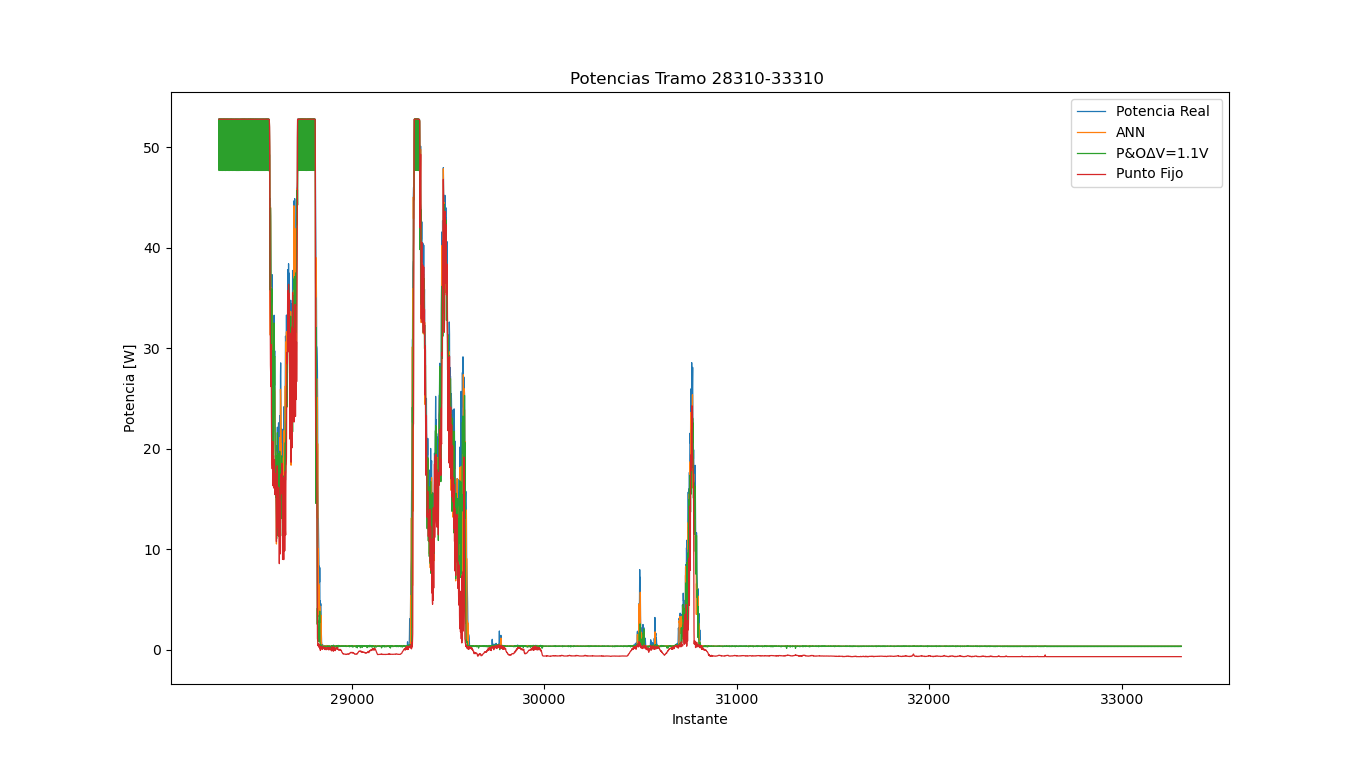 Potencias Tramo 28310-33310
Potencia Real
ANN
P&OΔV=1.1V
Punto Fijo
50
40
30
20
10
0
Potencia [W]
29000 30000 31000 32000 33000
Instante